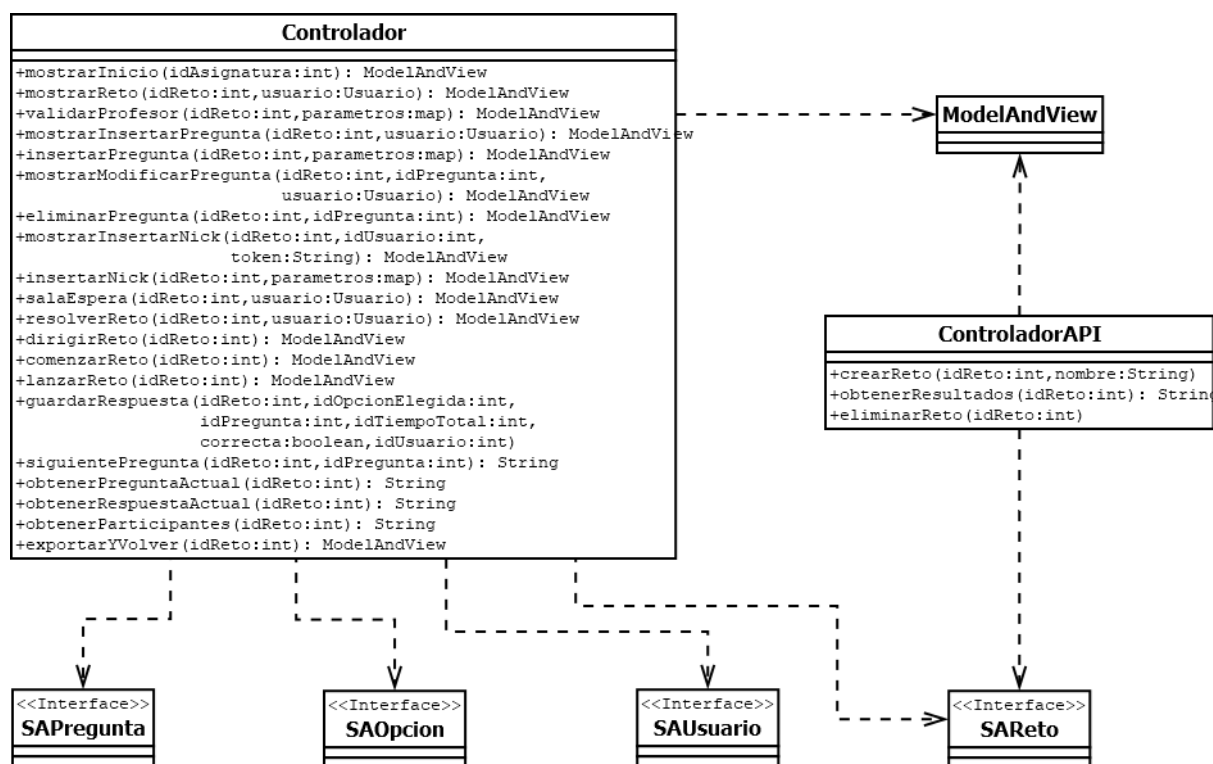 Controlador
+mostrarInicio(idAsignatura:int): ModelAndView
+mostrarReto(idReto:int,usuario:Usuario): ModelAndView
+validarProfesor(idReto:int,parametros:map): ModelAndView
+mostrarInsertarPregunta(idReto:int,usuario:Usuario): ModelAndView
+insertarPregunta(idReto:int,parametros:map): ModelAndView
+mostrarModificarPregunta(idReto:int,idPregunta:int,
usuario:Usuario): ModelAndView
+eliminarPregunta(idReto:int,idPregunta:int): ModelAndView
+mostrarInsertarNick(idReto:int,idUsuario:int,
token:String): ModelAndView
+insertarNick(idReto:int,parametros:map): ModelAndView
+salaEspera(idReto:int,usuario:Usuario): ModelAndView
+resolverReto(idReto:int,usuario:Usuario): ModelAndView
+dirigirReto(idReto:int): ModelAndView
+comenzarReto(idReto:int): ModelAndView
+lanzarReto(idReto:int): ModelAndView
+guardarRespuesta(idReto:int,idOpcionElegida:int,
idPregunta:int,idTiempoTotal:int,
correcta:boolean,idUsuario:int)
+siguientePregunta(idReto:int,idPregunta:int): String
+obtenerPreguntaActual(idReto:int): String
+obtenerRespuestaActual(idReto:int): String
+obtenerParticipantes(idReto:int): String
+exportarYVolver(idReto:int): ModelAndView
ModelAndView
ControladorAPI
+crearReto(idReto:int,nombre:String)
+obtenerResultados(idReto:int): String
+eliminarReto(idReto:int)
<<Interface>>
SAPregunta
<<Interface>>
SAOpcion
<<Interface>>
SAUsuario
<<Interface>>
SAReto